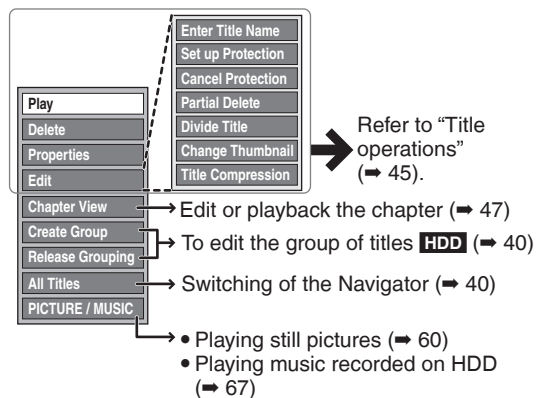 Enter Title Name
Set up Protection
Cancel Protection
Partial Delete
Divide Title
Change Thumbnail
Title Compression
Refer to “Title
operations”
(➡ 45).
Play
Delete
Properties
Edit
Chapter View
Create Group
Release Grouping
All Titles
PICTURE / MUSIC
Edit or playback the chapter (➡ 47)
To edit the group of titles HDD (➡ 40)
Switching of the Navigator (➡ 40)
• Playing still pictures (➡ 60)
• Playing music recorded on HDD
(➡ 67)